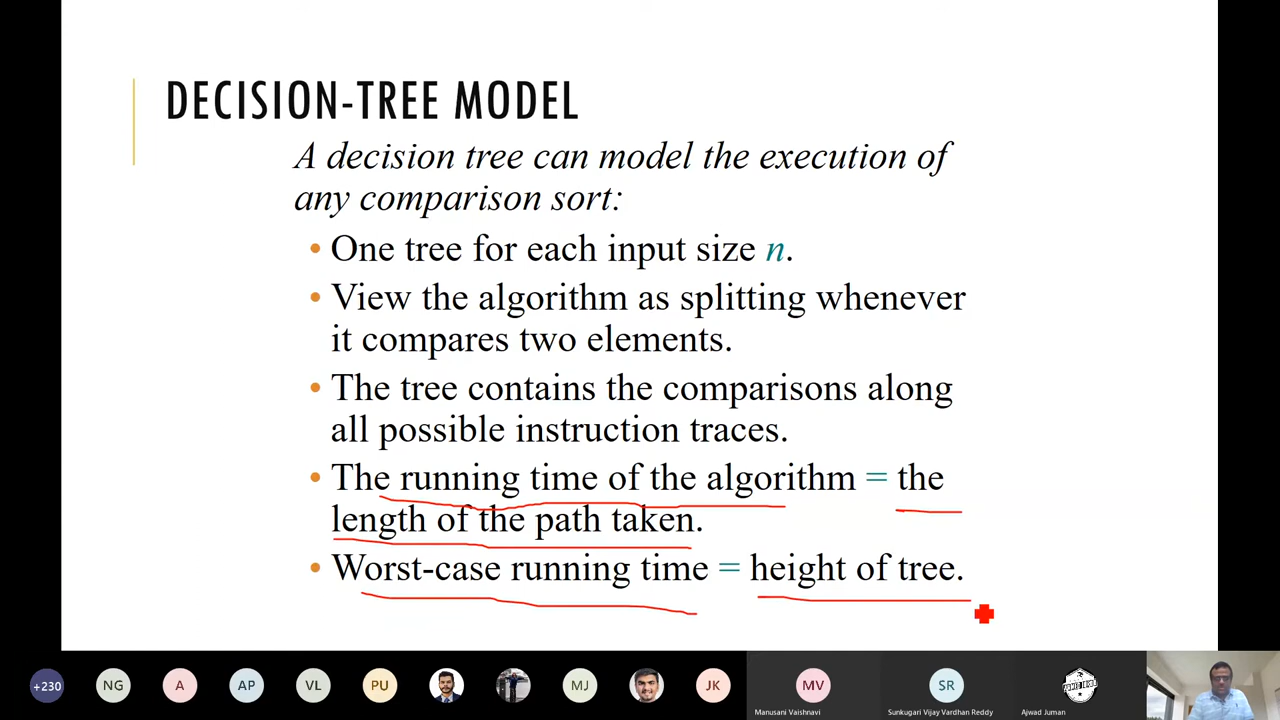 DECISION-TREE MODEL
A decision tree can model the execution of
any comparison sort:
• One tree for each input size n.
• View the algorithm as splitting whenever
it compares two elements.
• The tree contains the comparisons along
all possible instruction traces.
• The running time of the algorithm = the
length of the path taken.
• Worst-case running time = height of tree.
+230 NG A AP VL PU MJ JK MV SR
Manusani Vaishnavi Sunkugari Vijay Vardhan Reddy Ajwad Juman